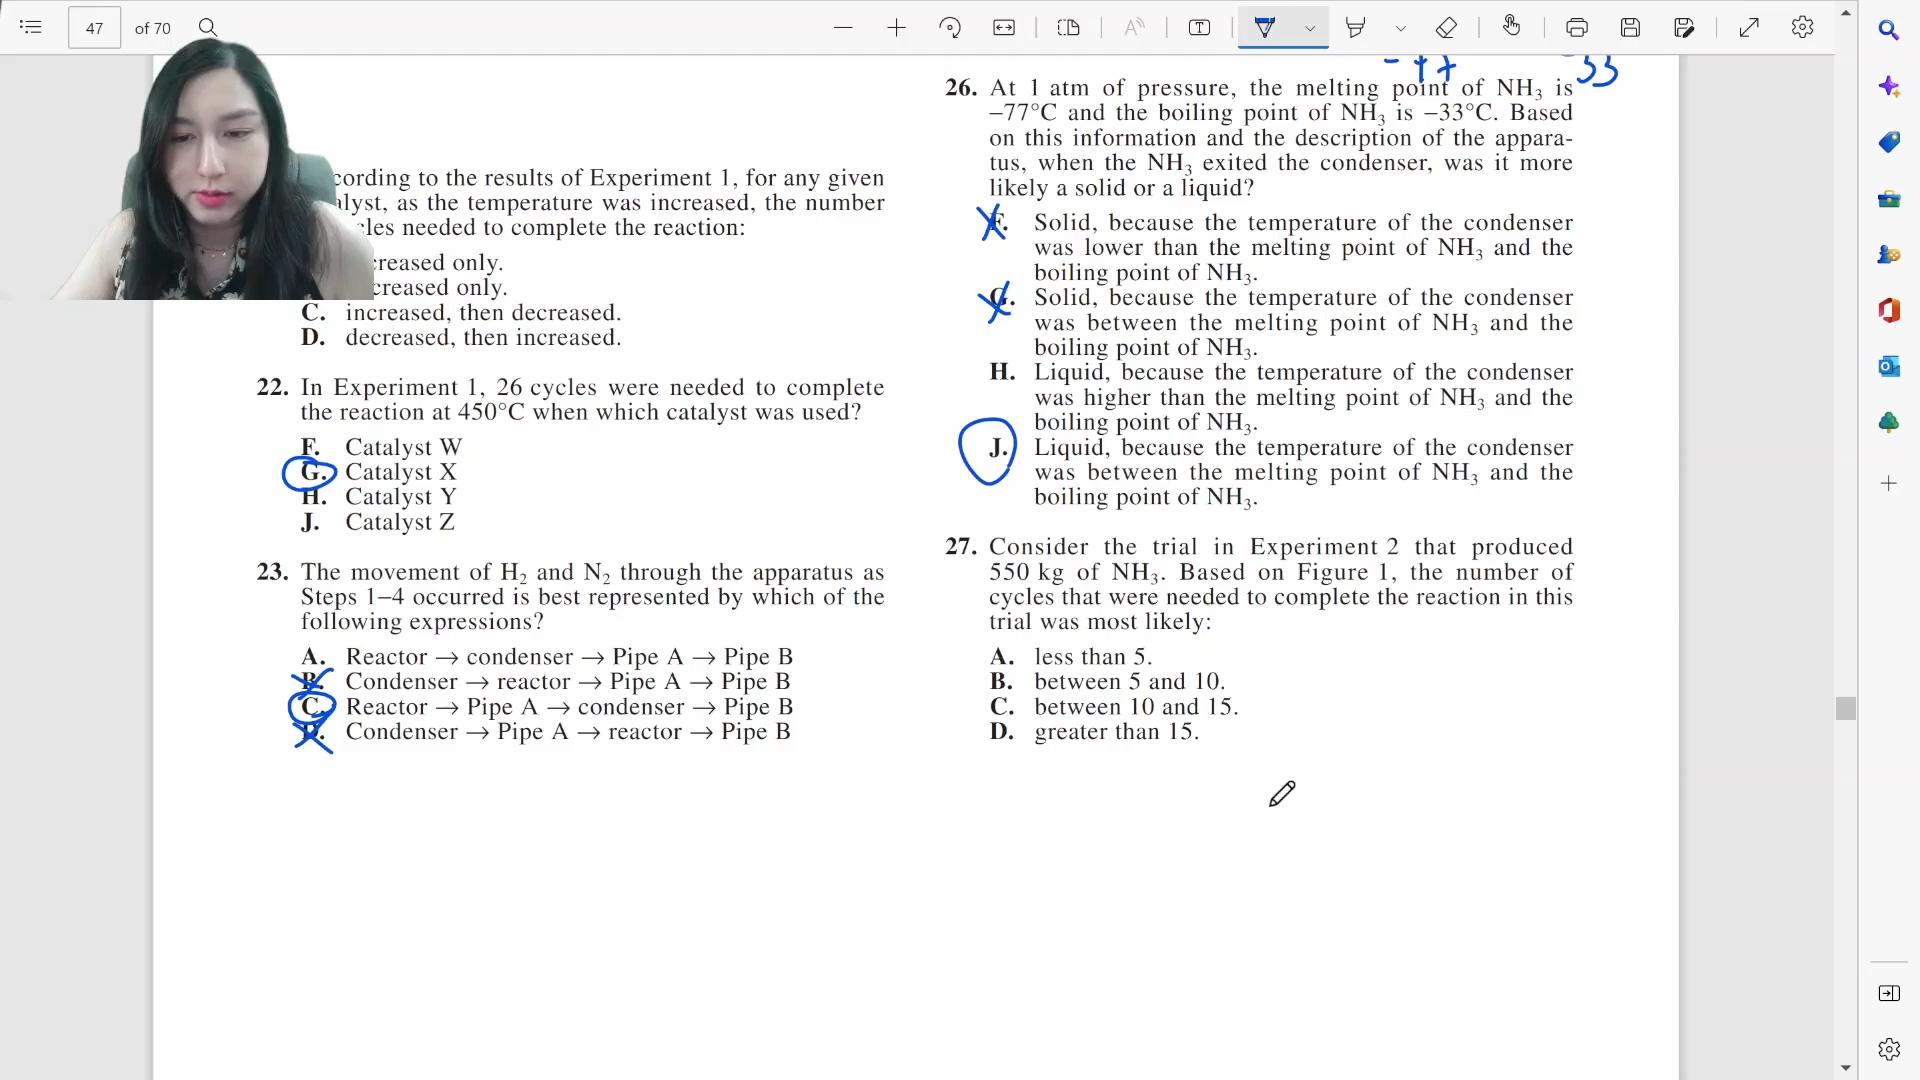 47 of 70
cording to the results of Experiment 1, for any given
alyst, as the temperature was increased, the number
cles needed to complete the reaction:
creased only.
creased only.
C. increased, then decreased.
D. decreased, then increased.
22. In Experiment 1, 26 cycles were needed to complete
the reaction at 450°C when which catalyst was used?
F. Catalyst W
G. Catalyst X
H. Catalyst Y
J. Catalyst Z
23. The movement of H₂ and N₂ through the apparatus as
Steps 1–4 occurred is best represented by which of the
following expressions?
A. Reactor → condenser → Pipe A → Pipe B
B. Condenser → reactor → Pipe A → Pipe B
C. Reactor → Pipe A → condenser → Pipe B
D. Condenser → Pipe A → reactor → Pipe B
-77 33
26. At 1 atm of pressure, the melting point of NH₃ is
−77°C and the boiling point of NH₃ is −33°C. Based
on this information and the description of the appara-
tus, when the NH₃ exited the condenser, was it more
likely a solid or a liquid?
F. Solid, because the temperature of the condenser
was lower than the melting point of NH₃ and the
boiling point of NH₃.
G. Solid, because the temperature of the condenser
was between the melting point of NH₃ and the
boiling point of NH₃.
H. Liquid, because the temperature of the condenser
was higher than the melting point of NH₃ and the
boiling point of NH₃.
J. Liquid, because the temperature of the condenser
was between the melting point of NH₃ and the
boiling point of NH₃.
27. Consider the trial in Experiment 2 that produced
550 kg of NH₃. Based on Figure 1, the number of
cycles that were needed to complete the reaction in this
trial was most likely:
A. less than 5.
B. between 5 and 10.
C. between 10 and 15.
D. greater than 15.